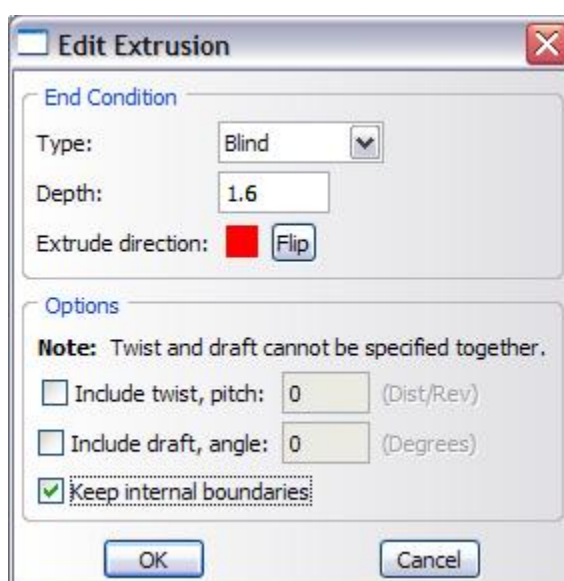 Edit Extrusion
End Condition
Type: Blind
Depth: 1.6
Extrude direction: Flip
Options
Note: Twist and draft cannot be specified together.
Include twist, pitch: 0 (Dist/Rev)
Include draft, angle: 0 (Degrees)
Keep internal boundaries
OK Cancel